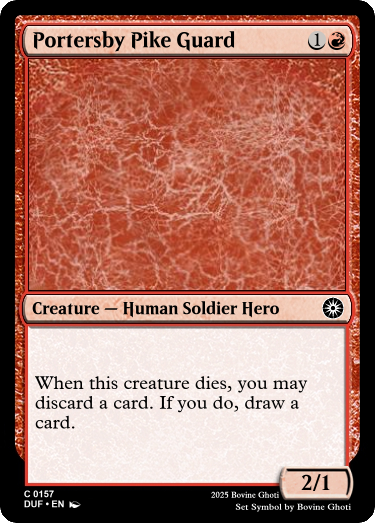 Portersby Pike Guard 1
Creature — Human Soldier Hero
When this creature dies, you may
discard a card. If you do, draw a
card.
2/1
C 0157
DUF • EN
2025 Bovine Ghoti
Set Symbol by Bovine Ghoti